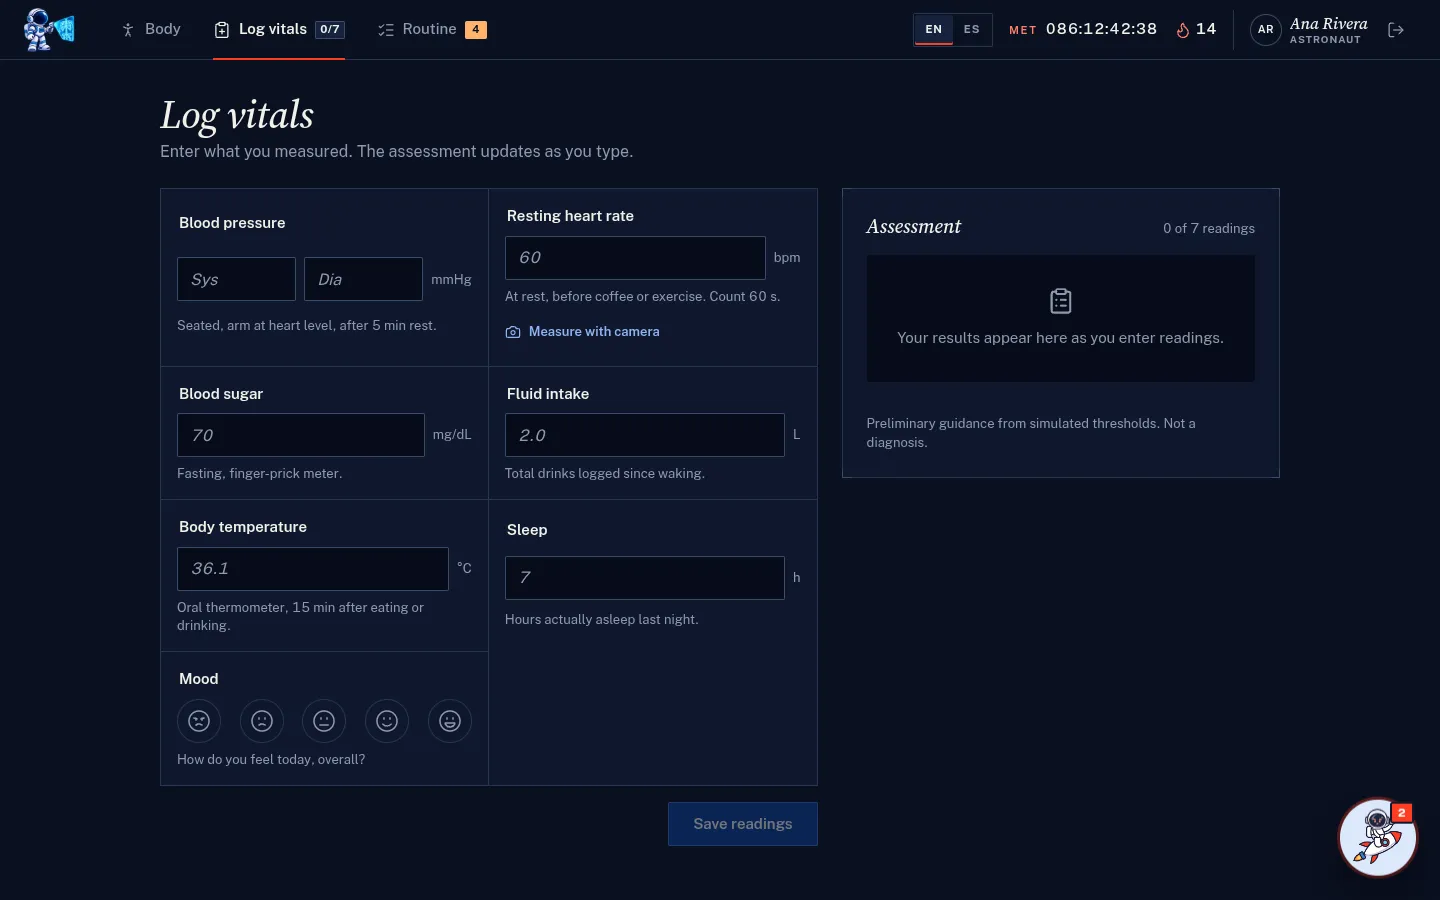 Body
Log vitals 0/7
Routine 4
EN ES
MET 086:12:42:38
14
AR
Ana Rivera
ASTRONAUT
Log vitals
Enter what you measured. The assessment updates as you type.
Blood pressure
Sys Dia mmHg
Seated, arm at heart level, after 5 min rest.
Resting heart rate
60 bpm
At rest, before coffee or exercise. Count 60 s.
Measure with camera
Blood sugar
70 mg/dL
Fasting, finger-prick meter.
Fluid intake
2.0 L
Total drinks logged since waking.
Body temperature
36.1 °C
Oral thermometer, 15 min after eating or
drinking.
Sleep
7 h
Hours actually asleep last night.
Mood
How do you feel today, overall?
Save readings
Assessment
0 of 7 readings
Your results appear here as you enter readings.
Preliminary guidance from simulated thresholds. Not a
diagnosis.
2